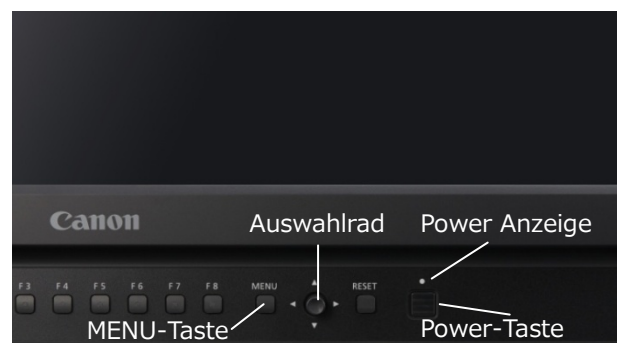 Canon
Auswahlrad
Power Anzeige
F3 F4 F5 F6 F7 F8 MENU RESET
MENU-Taste
Power-Taste